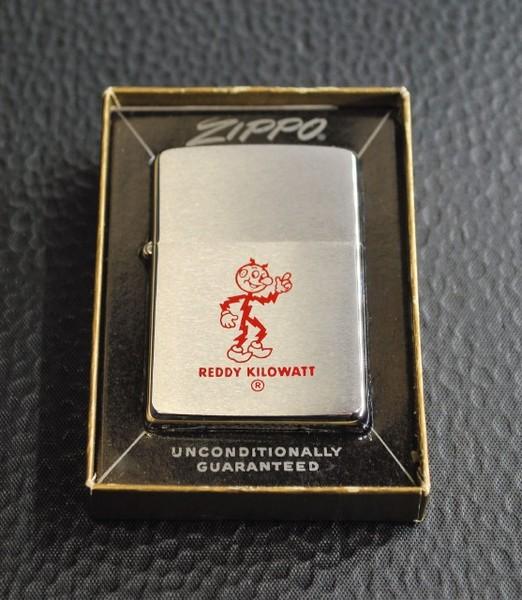 ZIPPO®
REDDY KILOWATT
®
UNCONDITIONALLY
GUARANTEED